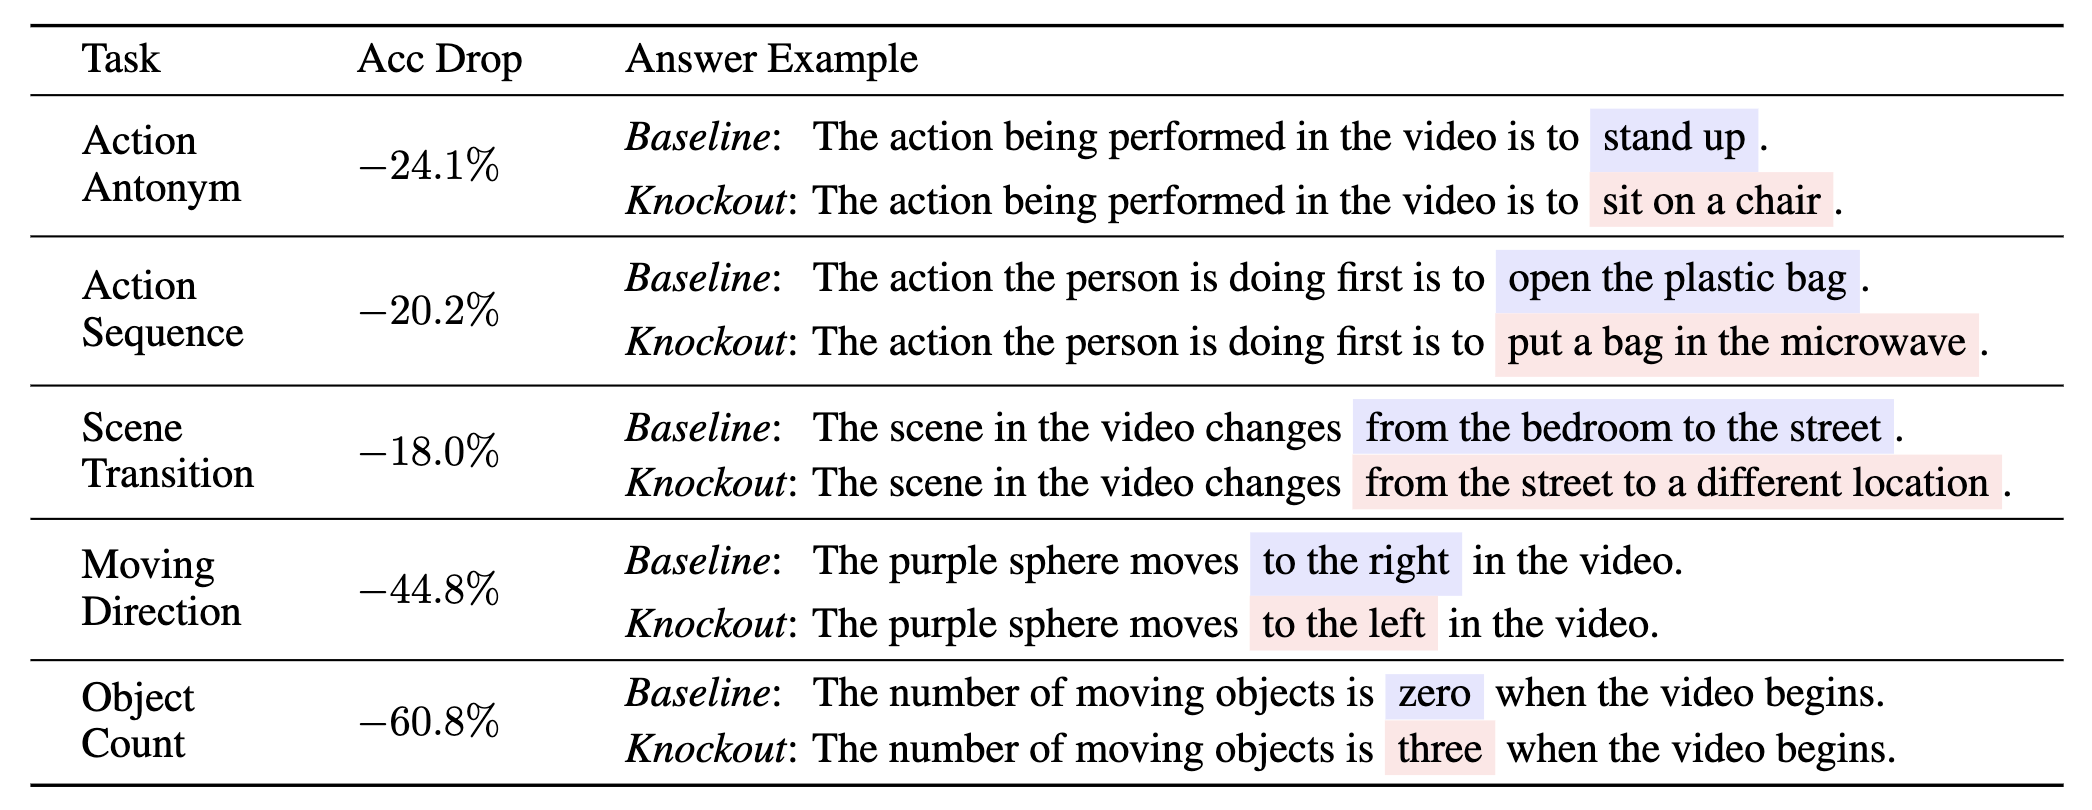 Task Acc Drop Answer Example
Action Antonym −24.1% Baseline: The action being performed in the video is to stand up .
Knockout: The action being performed in the video is to sit on a chair .
Action Sequence −20.2% Baseline: The action the person is doing first is to open the plastic bag .
Knockout: The action the person is doing first is to put a bag in the microwave .
Scene Transition −18.0% Baseline: The scene in the video changes from the bedroom to the street .
Knockout: The scene in the video changes from the street to a different location .
Moving Direction −44.8% Baseline: The purple sphere moves to the right in the video.
Knockout: The purple sphere moves to the left in the video.
Object Count −60.8% Baseline: The number of moving objects is zero when the video begins.
Knockout: The number of moving objects is three when the video begins.